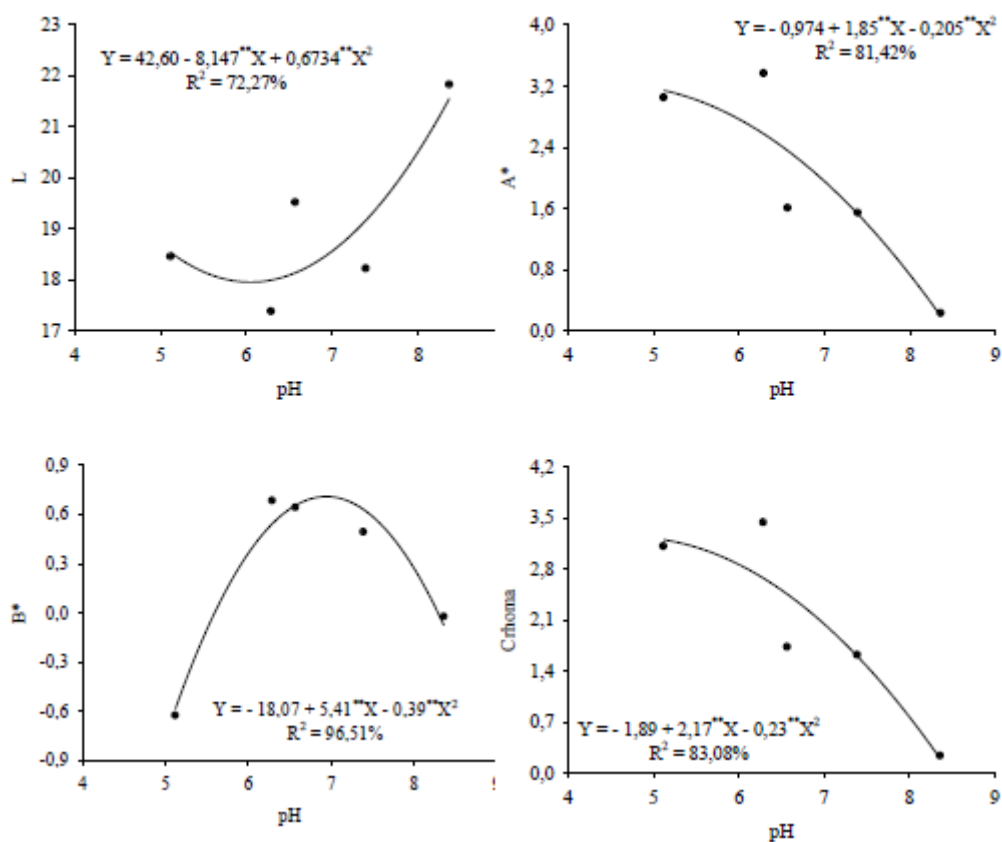 23
22
21
20
19
18
17
L
Y = 42,60 - 8,147**X + 0,6734**X²
R² = 72,27%
4 5 6 7 8
pH
4,0
3,2
2,4
1,6
0,8
0,0
A*
Y = - 0,974 + 1,85**X - 0,205**X²
R² = 81,42%
4 5 6 7 8 9
pH
0,9
0,6
0,3
0,0
-0,3
-0,6
-0,9
B*
Y = - 18,07 + 5,41**X - 0,39**X²
R² = 96,51%
4 5 6 7 8 9
pH
4,2
3,5
2,8
2,1
1,4
0,7
0,0
Crhoma
Y = - 1,89 + 2,17**X - 0,23**X²
R² = 83,08%
4 5 6 7 8 9
pH